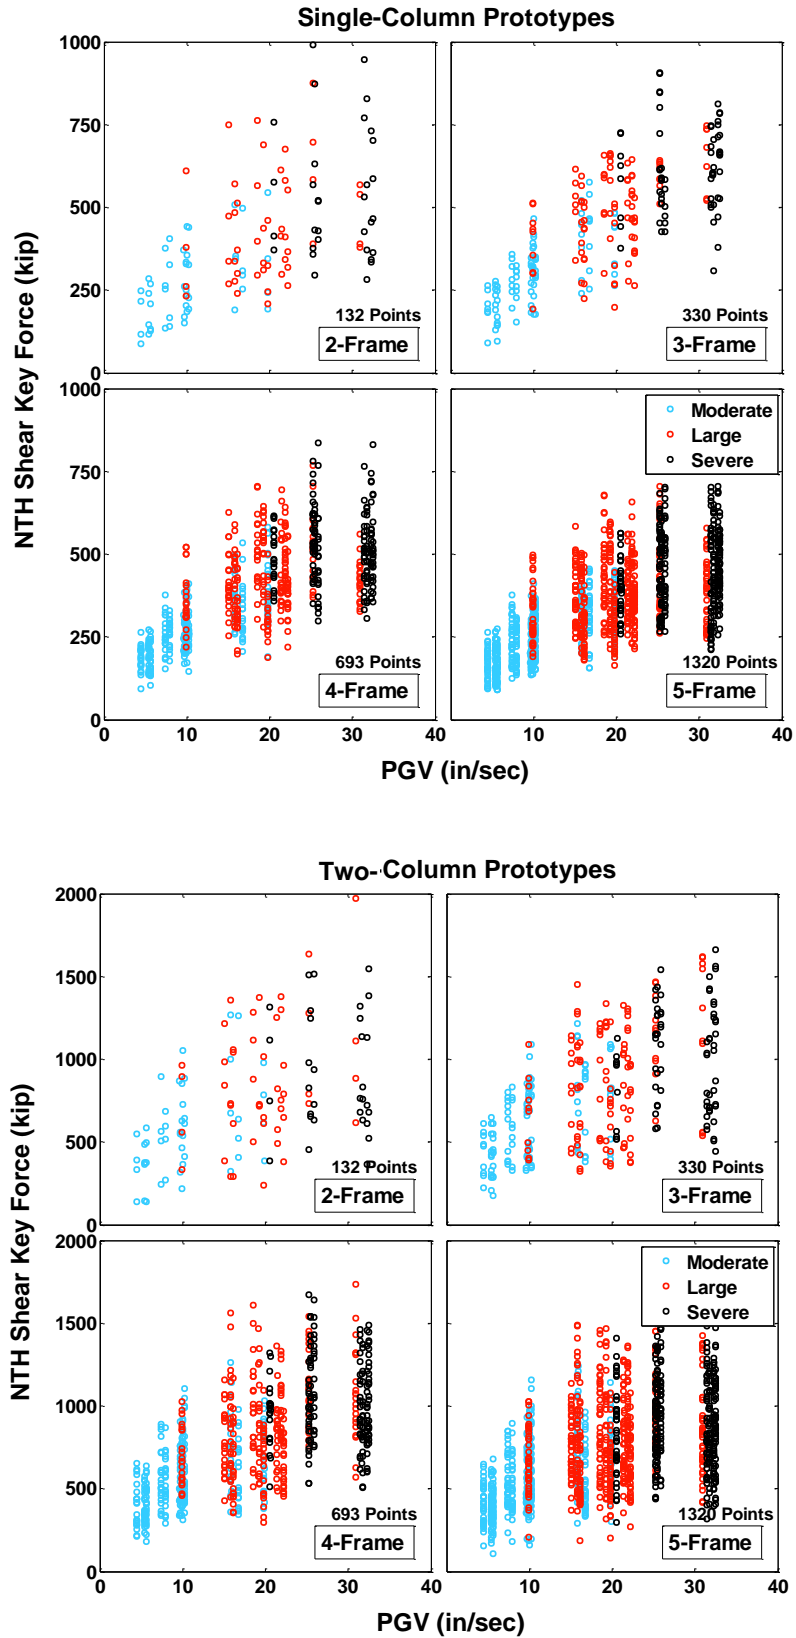 Single-Column Prototypes
1000
750
500
250
0
132 Points
2-Frame
330 Points
3-Frame
NTH Shear Key Force (kip)
1000
750
500
250
0
693 Points
4-Frame
Moderate
Large
Severe
1320 Points
5-Frame
0 10 20 30 40 10 20 30 40
PGV (in/sec)
Two-Column Prototypes
2000
1500
1000
500
0
132 Points
2-Frame
330 Points
3-Frame
NTH Shear Key Force (kip)
2000
1500
1000
500
0
693 Points
4-Frame
Moderate
Large
Severe
1320 Points
5-Frame
0 10 20 30 40 10 20 30 40
PGV (in/sec)